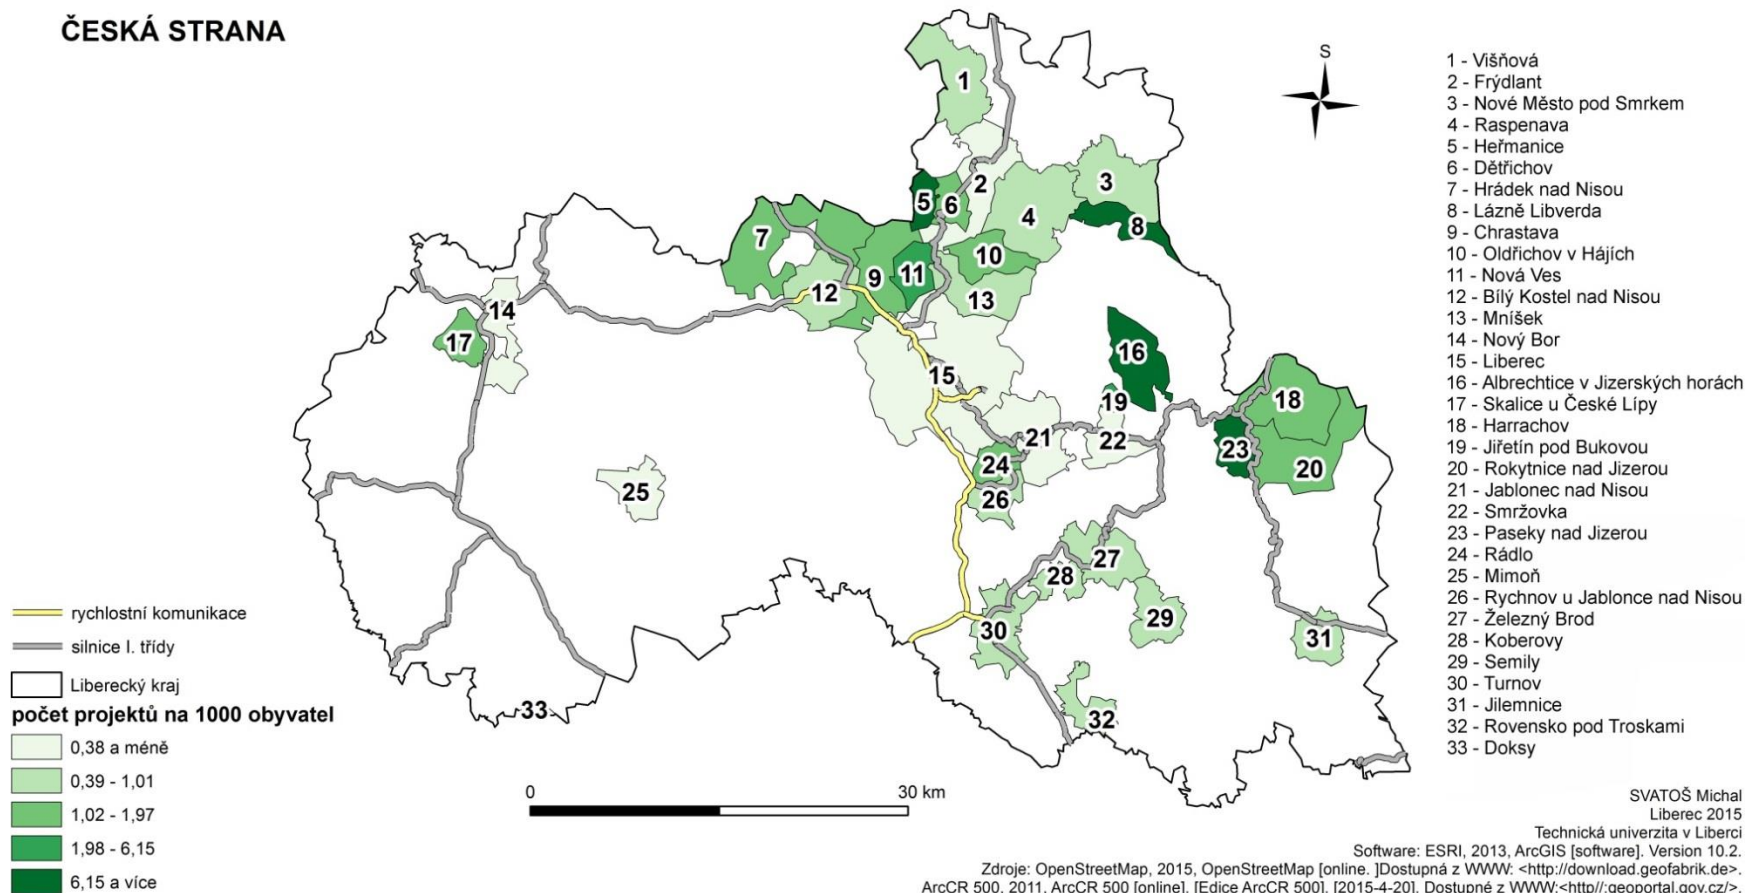 ČESKÁ STRANA
S
1 - Višňová
2 - Frýdlant
3 - Nové Město pod Smrkem
4 - Raspenava
5 - Heřmanice
6 - Dětřichov
7 - Hrádek nad Nisou
8 - Lázně Libverda
9 - Chrastava
10 - Oldřichov v Hájích
11 - Nová Ves
12 - Bílý Kostel nad Nisou
13 - Mníšek
14 - Nový Bor
15 - Liberec
16 - Albrechtice v Jizerských horách
17 - Skalice u České Lípy
18 - Harrachov
19 - Jiřetín pod Bukovou
20 - Rokytnice nad Jizerou
21 - Jablonec nad Nisou
22 - Smržovka
23 - Paseky nad Jizerou
24 - Rádlo
25 - Mimoň
26 - Rychnov u Jablonce nad Nisou
27 - Železný Brod
28 - Koberovy
29 - Semily
30 - Turnov
31 - Jilemnice
32 - Rovensko pod Troskami
33 - Doksy
1
2
3
4
5
6
7
8
9
10
11
12
13
14
15
16
17
18
19
20
21
22
23
24
25
26
27
28
29
30
31
32
33
rychlostní komunikace
silnice I. třídy
Liberecký kraj
počet projektů na 1000 obyvatel
0,38 a méně
0,39 - 1,01
1,02 - 1,97
1,98 - 6,15
6,15 a více
0 30 km
SVATOŠ Michal
Liberec 2015
Technická univerzita v Liberci
Software: ESRI, 2013, ArcGIS [software]. Version 10.2.
Zdroje: OpenStreetMap, 2015, OpenStreetMap [online. ]Dostupná z WWW: <http://download.geofabrik.de>.
ArcCR 500, 2011. ArcCR 500 [online]. [Edice ArcCR 500]. [2015-4-20]. Dostupné z WWW:<http//:geoportalgov.cz/>.